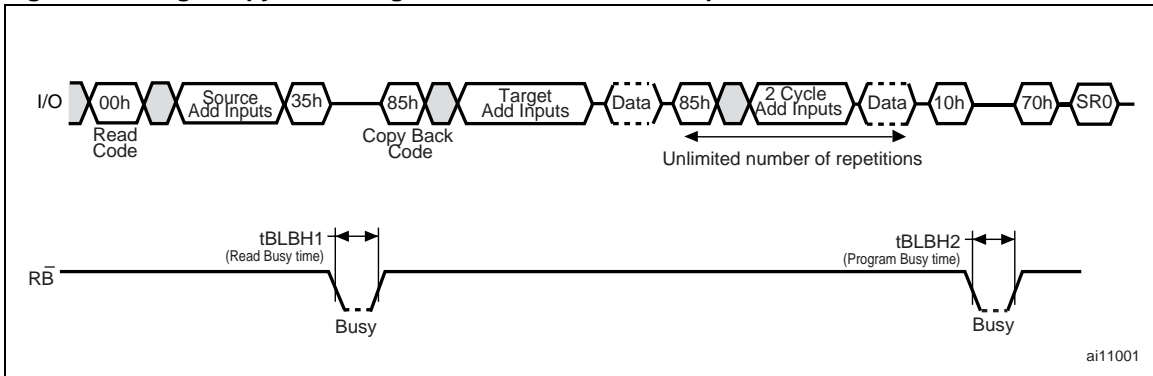 I/O 00h Source Add Inputs 35h 85h Target Add Inputs Data 85h 2 Cycle Add Inputs Data 10h 70h SR0
Read Code
Copy Back Code
Unlimited number of repetitions
tBLBH1
(Read Busy time)
tBLBH2
(Program Busy time)
RB̅
Busy
Busy
ai11001